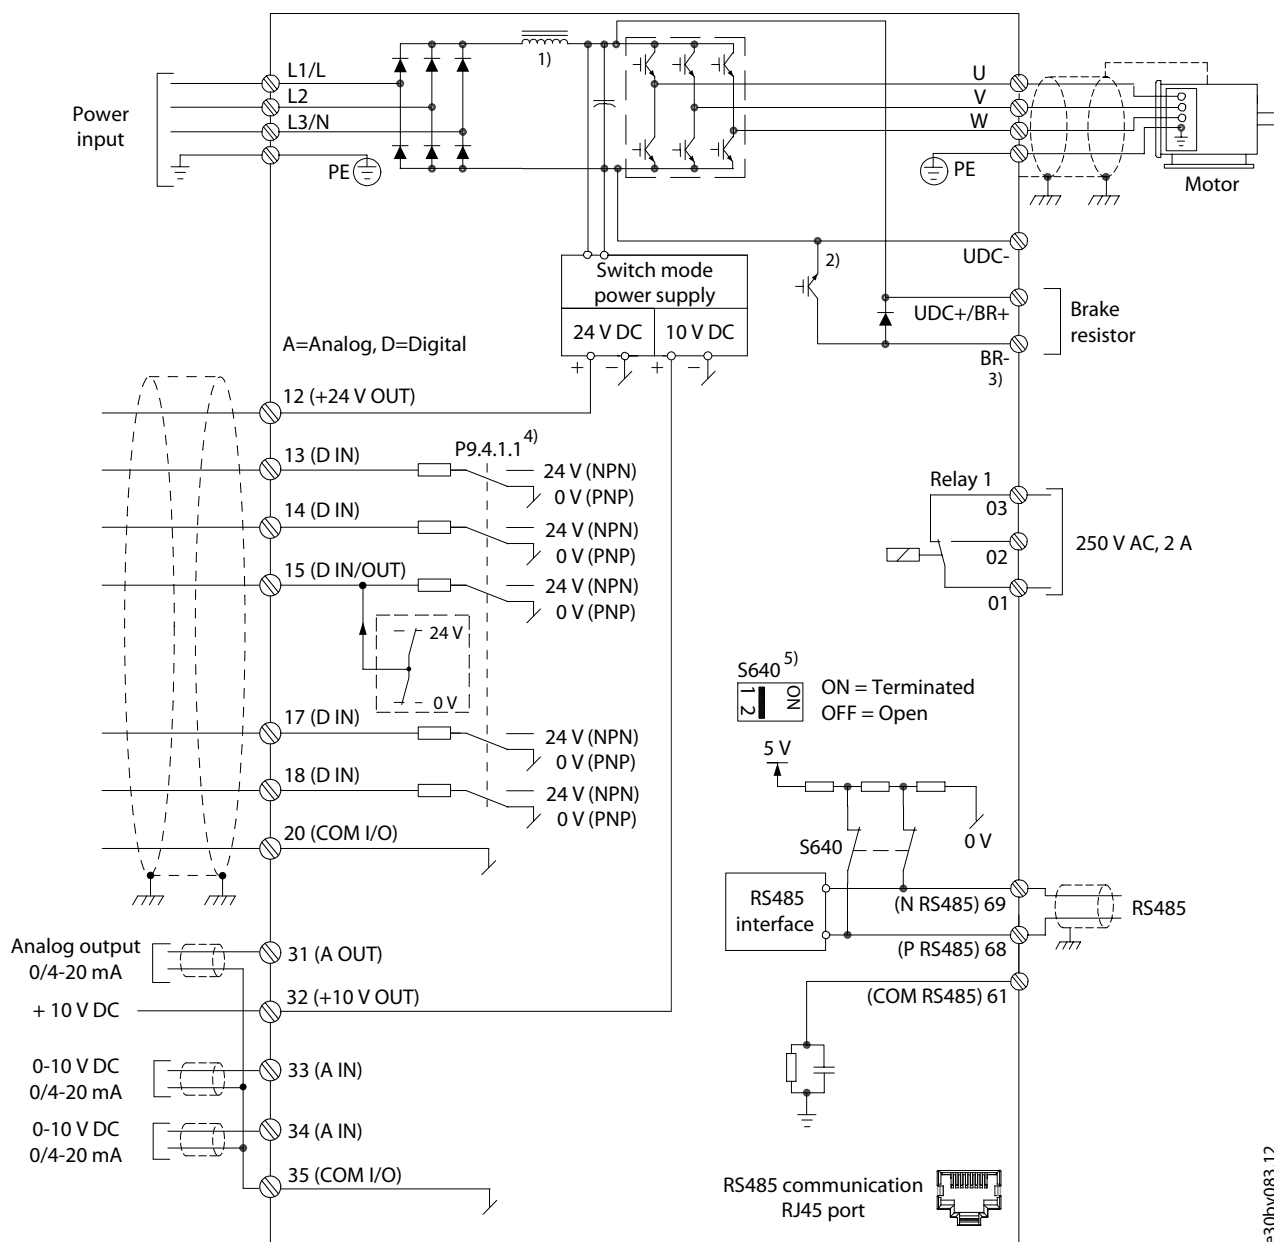 1)
L1/L
L2
L3/N
Power
input
PE
U
V
W
PE
Motor
UDC-
2)
Switch mode
power supply
24 V DC
10 V DC
+
−
+
−
UDC+/BR+
BR-
3)
Brake
resistor
A=Analog, D=Digital
12 (+24 V OUT)
13 (D IN)
P9.4.1.1 4)
24 V (NPN)
0 V (PNP)
14 (D IN)
24 V (NPN)
0 V (PNP)
15 (D IN/OUT)
24 V (NPN)
0 V (PNP)
24 V
0 V
17 (D IN)
24 V (NPN)
0 V (PNP)
18 (D IN)
24 V (NPN)
0 V (PNP)
20 (COM I/O)
Relay 1
03
02
01
250 V AC, 2 A
S640 5)
1 2
ON
ON = Terminated
OFF = Open
5 V
0 V
S640
RS485
interface
(N RS485) 69
(P RS485) 68
RS485
(COM RS485) 61
Analog output
0/4-20 mA
31 (A OUT)
+ 10 V DC
32 (+10 V OUT)
0-10 V DC
0/4-20 mA
33 (A IN)
0-10 V DC
0/4-20 mA
34 (A IN)
35 (COM I/O)
RS485 communication
RJ45 port
e30bv083.12